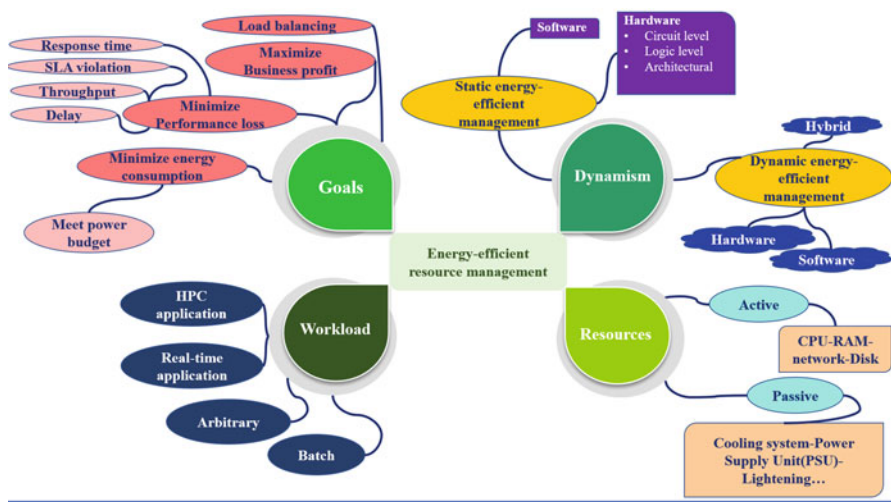 Load balancing
Maximize
Business profit
Response time
SLA violation
Throughput
Delay
Minimize
Performance loss
Minimize energy
consumption
Meet power
budget
Goals
Software
Hardware
• Circuit level
• Logic level
• Architectural
Static energy-
efficient
management
Dynamism
Hybrid
Dynamic energy-
efficient
management
Hardware
Software
Energy-efficient
resource management
HPC
application
Real-time
application
Arbitrary
Batch
Workload
Resources
Active
CPU-RAM-
network-Disk
Passive
Cooling system-Power
Supply Unit(PSU)-
Lightening…